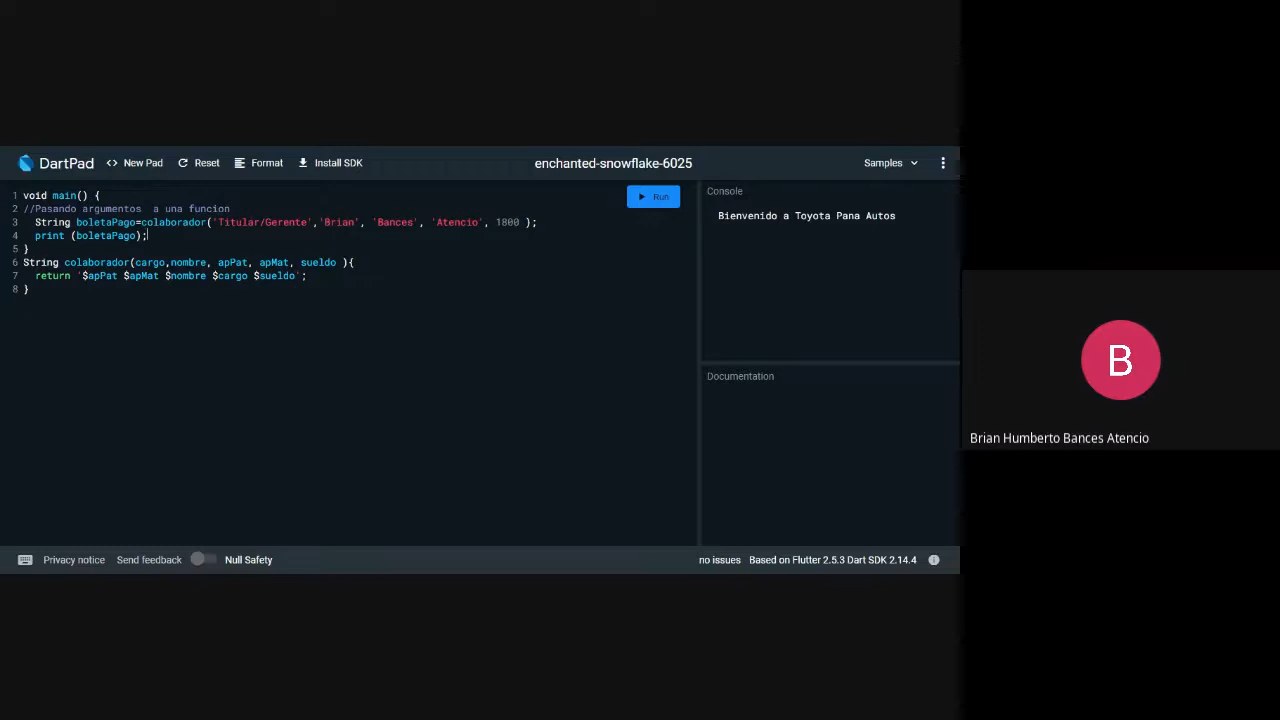 DartPad <> New Pad Reset Format Install SDK enchanted-snowflake-6025 Samples
1 void main() {
2 //Pasando argumentos  a una funcion
3   String boletaPago=colaborador('Titular/Gerente','Brian', 'Bances', 'Atencio', 1800 );
4   print (boletaPago);
5 }
6 String colaborador(cargo,nombre, apPat, apMat, sueldo ){
7   return '$apPat $apMat $nombre $cargo $sueldo';
8 }
Run
Console
Bienvenido a Toyota Pana Autos
Documentation
B
Brian Humberto Bances Atencio
Privacy notice Send feedback Null Safety no issues Based on Flutter 2.5.3 Dart SDK 2.14.4